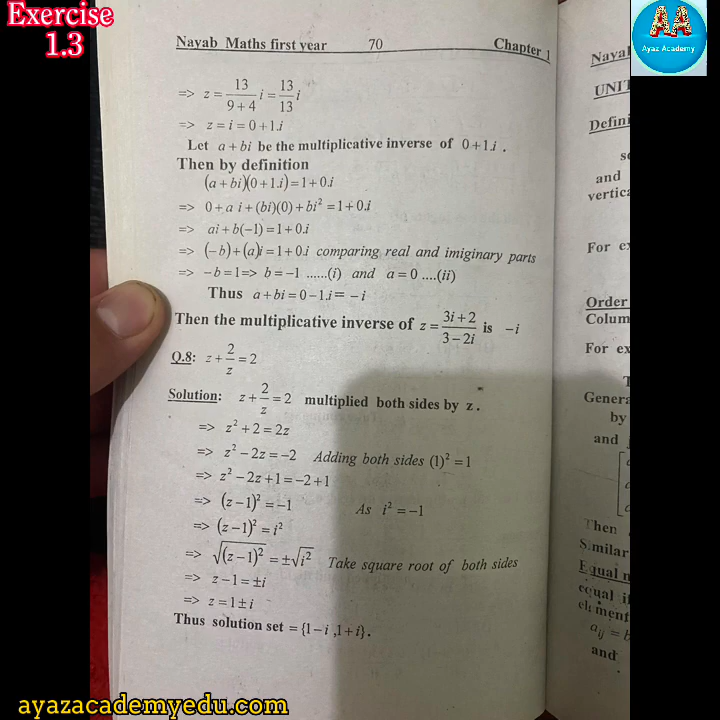 Exercise
1.3
AA
Ayaz Academy
Nayab Maths first year 70 Chapter 1
=> z = 13/(9+4) i = 13/13 i
=> z = i = 0+1.i
Let a+bi be the multiplicative inverse of 0+1.i .
Then by definition
(a+bi)(0+1.i)=1+0.i
=> 0+a i+(bi)(0)+bi²=1+0.i
=> ai+b(−1)=1+0.i
=> (−b)+(a)i=1+0.i comparing real and imiginary parts
=> −b=1=> b=−1 ......(i) and a=0 ....(ii)
Thus a+bi=0−1.i= −i
Then the multiplicative inverse of z = (3i+2)/(3−2i) is −i
Q.8: z+2/z=2
Solution: z+2/z=2 multiplied both sides by z.
=> z²+2=2z
=> z²−2z=−2 Adding both sides (1)²=1
=> z²−2z+1=−2+1
=> (z−1)²=−1 As i²=−1
=> (z−1)²=i²
=> √(z−1)²=±√i² Take square root of both sides
=> z−1=±i
=> z=1±i
Thus solution set ={1−i ,1+i}.
Nayal
UNIT
Defini
se
and
vertica
For ex
Order
Colum
For ex
T
Genera
by
and
Then
Similar
Equal m
equal if
element
and
ayazacademyedu.com